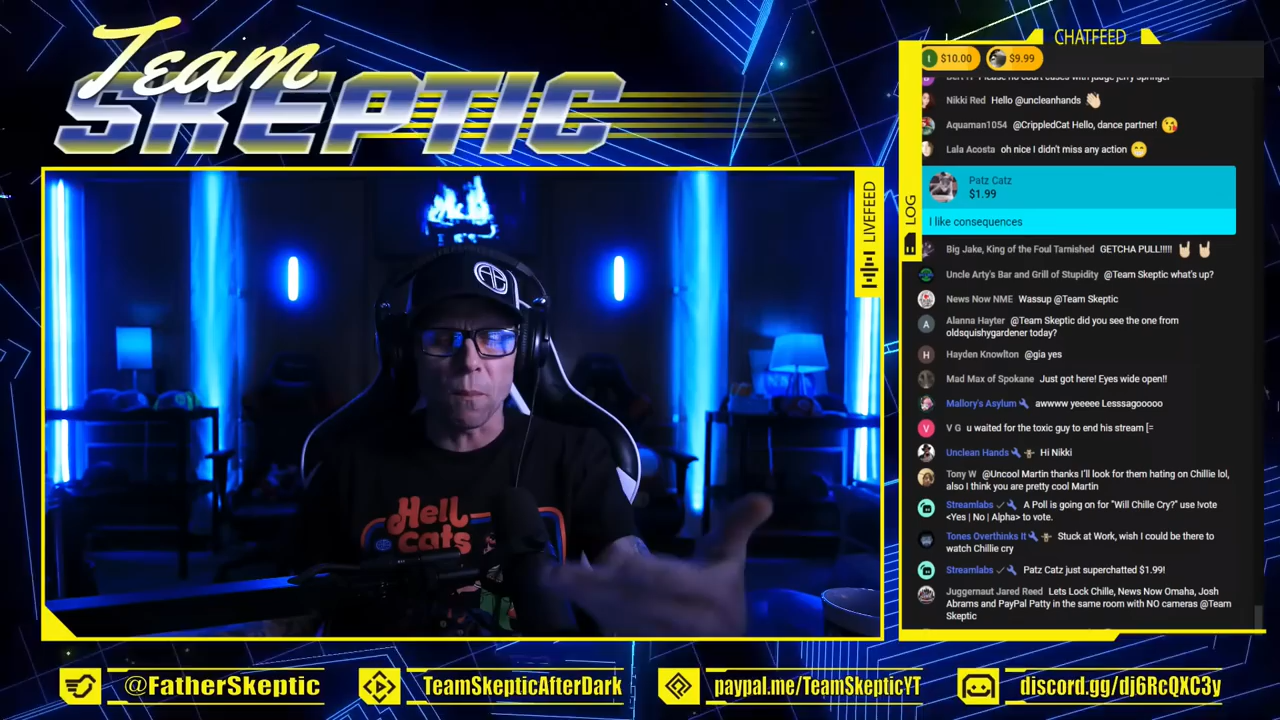 Team
SKEPTIC
CHATFEED
LIVEFEED
LOG
t $10.00 $9.99
Nikki Red Hello @uncleanhands
Aquaman1054 @CrippledCat Hello, dance partner!
Lala Acosta oh nice I didn't miss any action
Patz Catz
$1.99
I like consequences
Big Jake, King of the Foul Tarnished GETCHA PULL!!!!!
Uncle Arty's Bar and Grill of Stupidity @Team Skeptic what's up?
News Now NME Wassup @Team Skeptic
A Alanna Hayter @Team Skeptic did you see the one from
oldsquishygardener today?
H Hayden Knowlton @gia yes
Mad Max of Spokane Just got here! Eyes wide open!!
Mallory's Asylum awwww yeeeee Lesssagooooo
V V G u waited for the toxic guy to end his stream [=
Unclean Hands Hi Nikki
Tony W @Uncool Martin thanks I'll look for them hating on Chillie lol,
also I think you are pretty cool Martin
Streamlabs A Poll is going on for "Will Chille Cry?" use !vote
<Yes | No | Alpha> to vote.
Tones Overthinks It Stuck at Work, wish I could be there to
watch Chillie cry
Streamlabs Patz Catz just superchatted $1.99!
Juggernaut Jared Reed Lets Lock Chille, News Now Omaha, Josh
Abrams and PayPal Patty in the same room with NO cameras @Team
Skeptic
Hell
cats
@FatherSkeptic
TeamSkepticAfterDark
paypal.me/TeamSkepticYT
discord.gg/dj6RcQXC3y